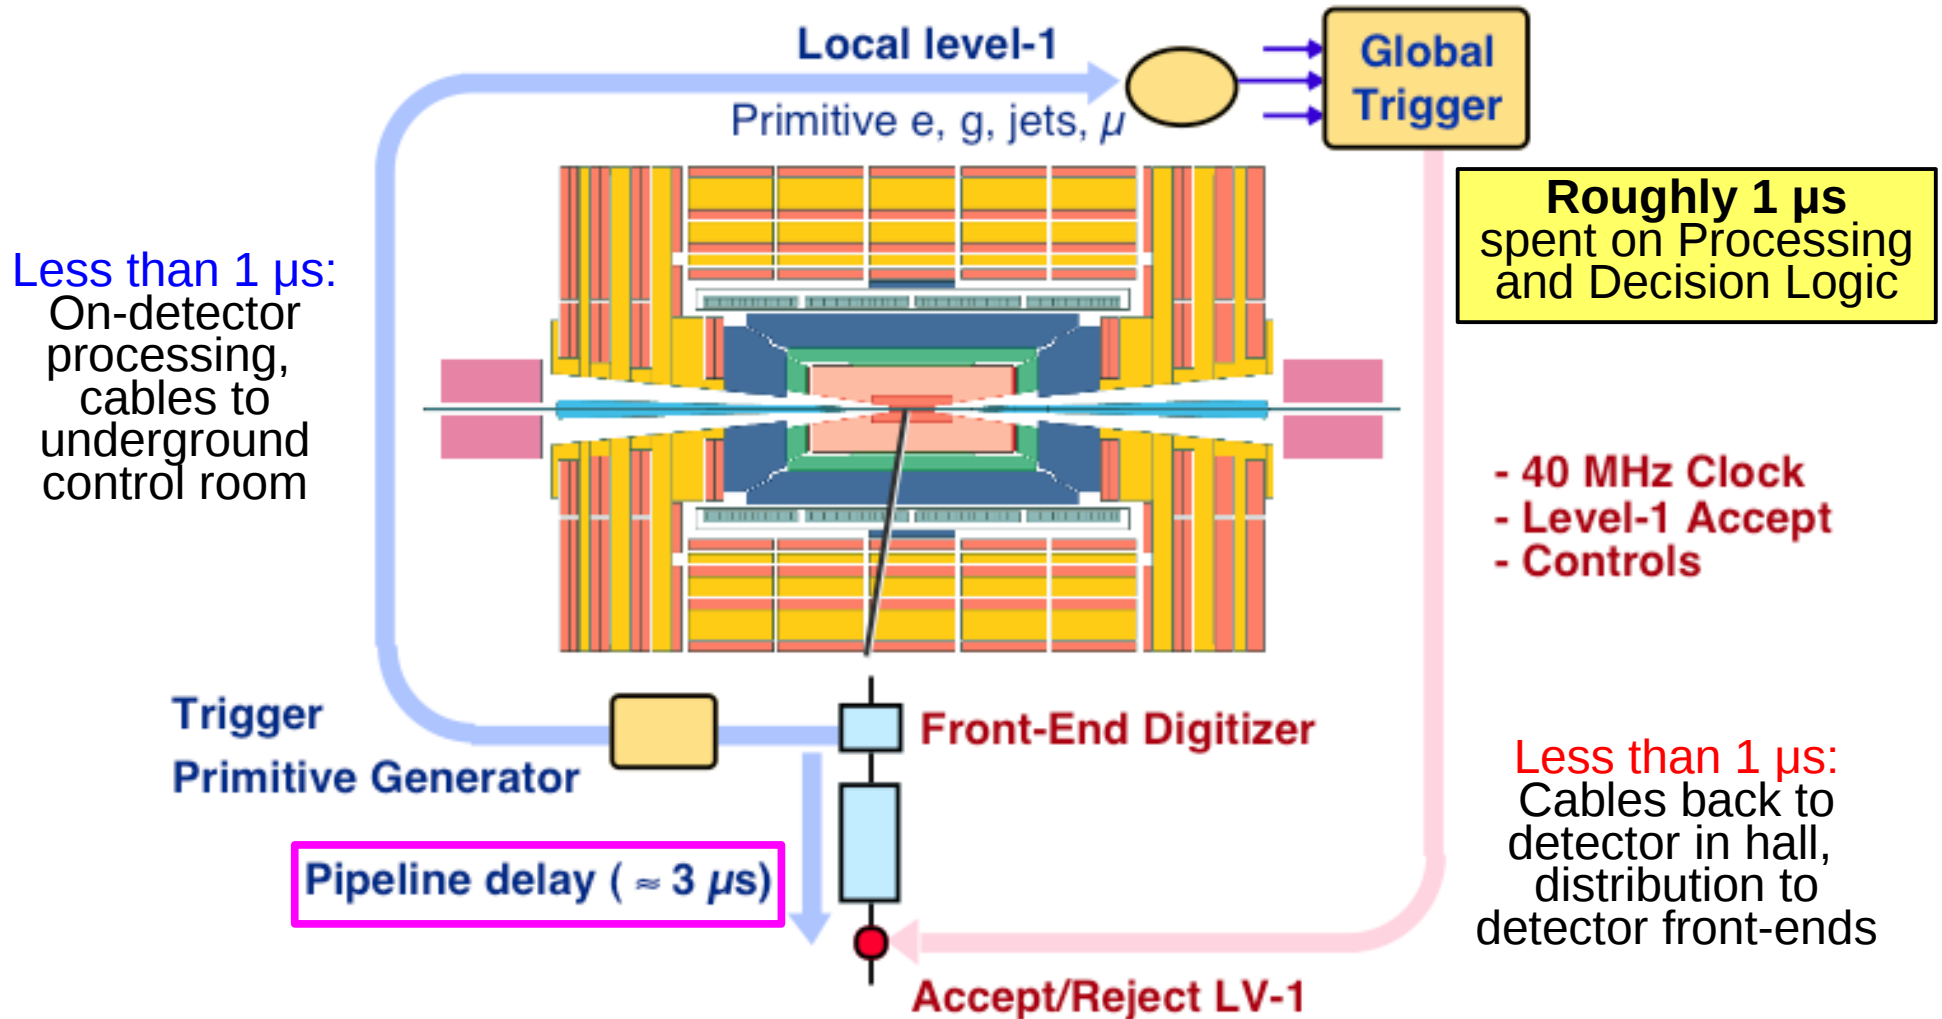 Local level-1
Primitive e, g, jets, μ
Global
Trigger
Roughly 1 μs
spent on Processing
and Decision Logic
Less than 1 μs:
On-detector
processing,
cables to
underground
control room
- 40 MHz Clock
- Level-1 Accept
- Controls
Trigger
Primitive Generator
Front-End Digitizer
Pipeline delay ( ≈ 3 μs)
Less than 1 μs:
Cables back to
detector in hall,
distribution to
detector front-ends
Accept/Reject LV-1